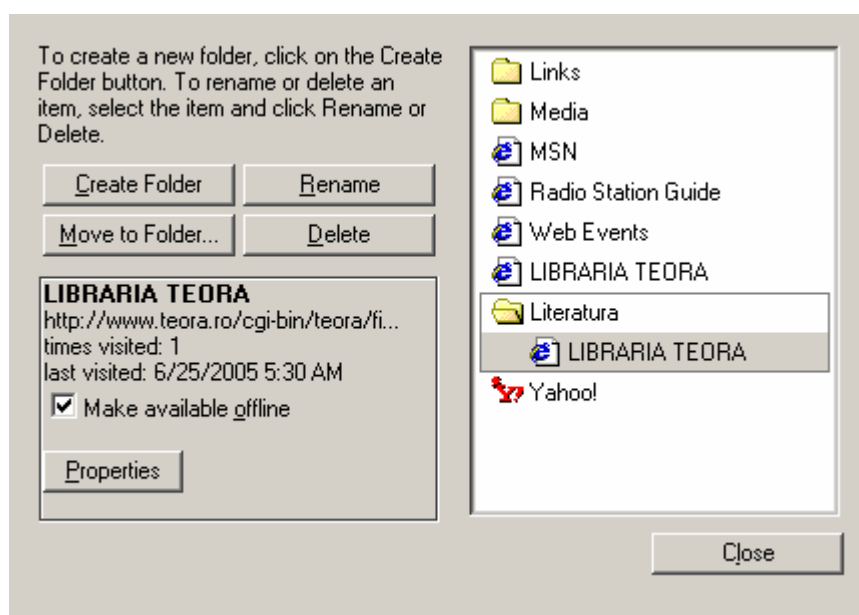 To create a new folder, click on the Create
Folder button. To rename or delete an
item, select the item and click Rename or
Delete.
Create Folder
Rename
Move to Folder...
Delete
LIBRARIA TEORA
http://www.teora.ro/cgi-bin/teora/fi...
times visited: 1
last visited: 6/25/2005 5:30 AM
Make available offline
Properties
Links
Media
MSN
Radio Station Guide
Web Events
LIBRARIA TEORA
Literatura
LIBRARIA TEORA
Yahoo!
Close